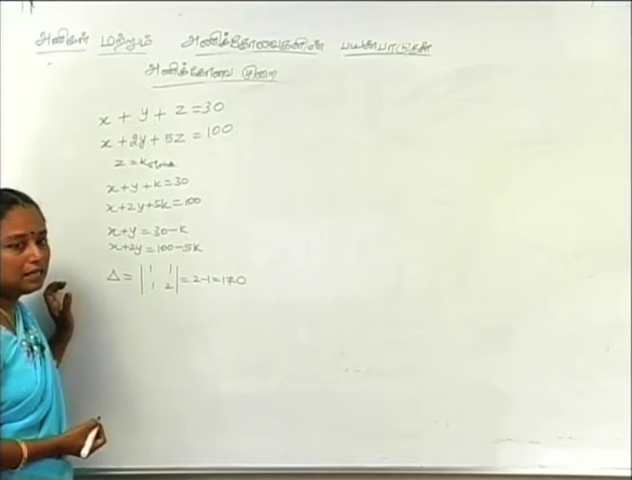 அணிகள் மற்றும் அணிக்கோவைகளின் பயன்பாடுகள்
அணிக்கோவை முறை
x + y + z = 30
x + 2y + 5z = 100
z = k
x+y+k=30
x+2y+5k=100
x+y=30-k
x+2y=100-5k
Δ= | 1 1
1 2 | = 2-1=1≠0